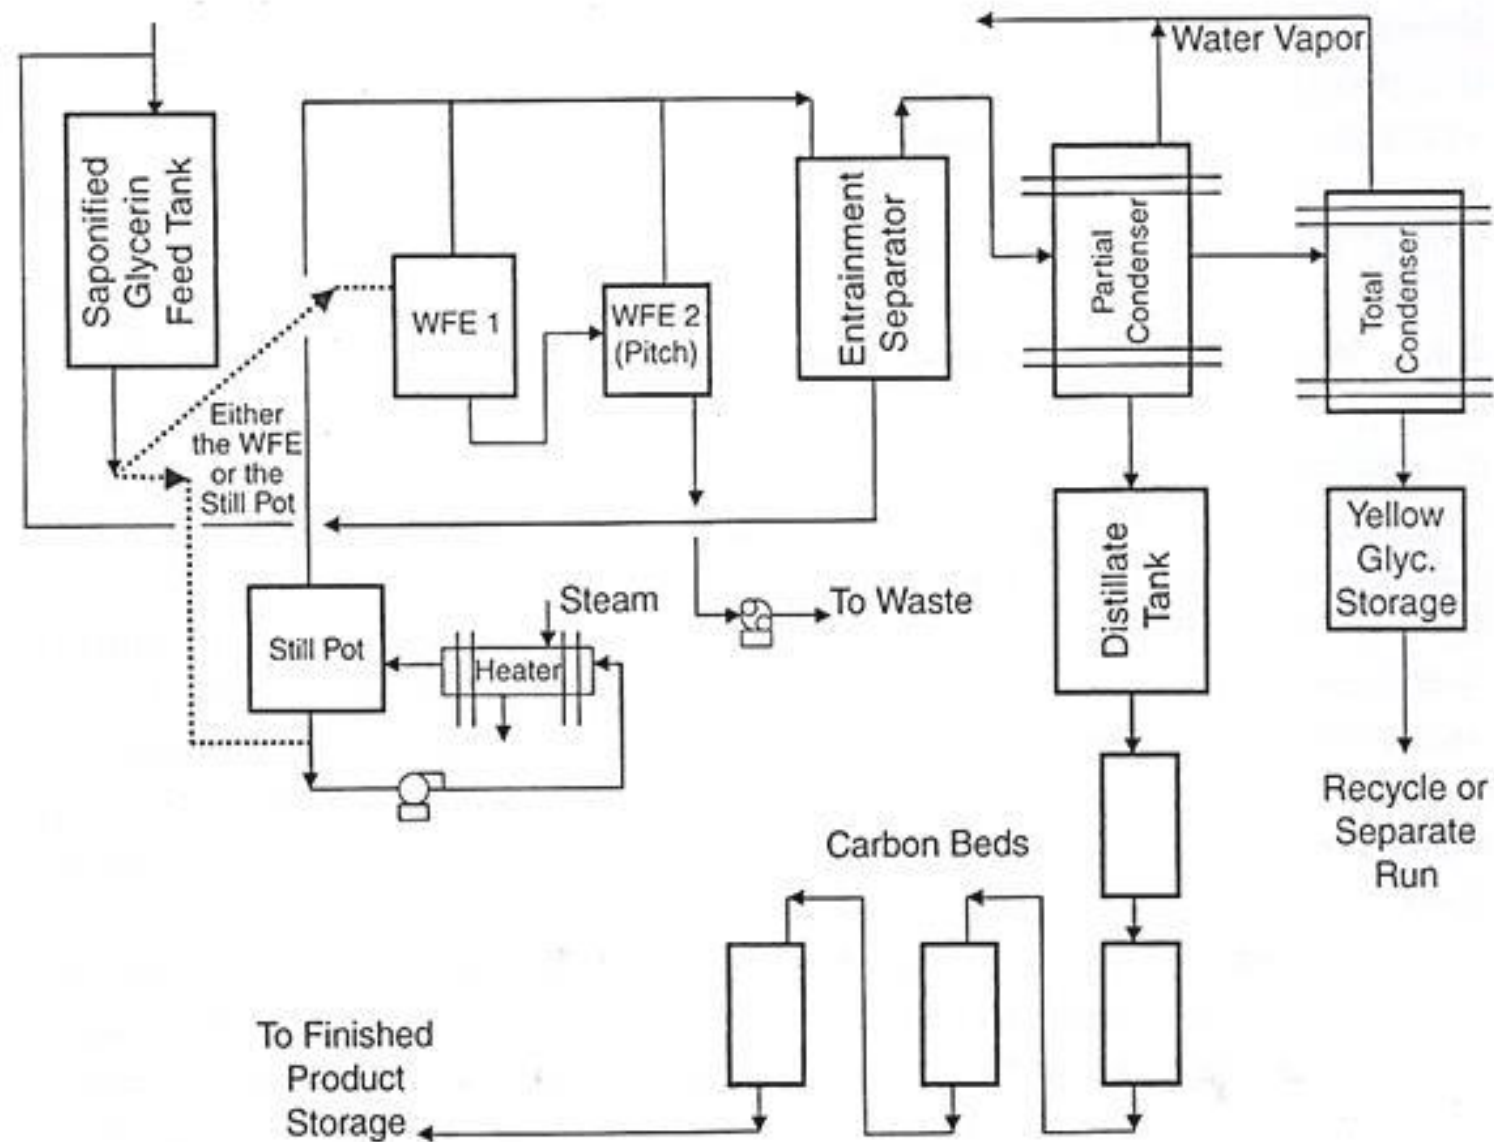 Water Vapor
Saponified
Glycerin
Feed Tank
Entrainment
Separator
Partial
Condenser
Total
Condenser
WFE 1
WFE 2
(Pitch)
Either
the WFE
or the
Still Pot
Distillate
Tank
Yellow
Glyc.
Storage
Steam
To Waste
Still Pot
Heater
Recycle or
Separate
Run
Carbon Beds
To Finished
Product
Storage